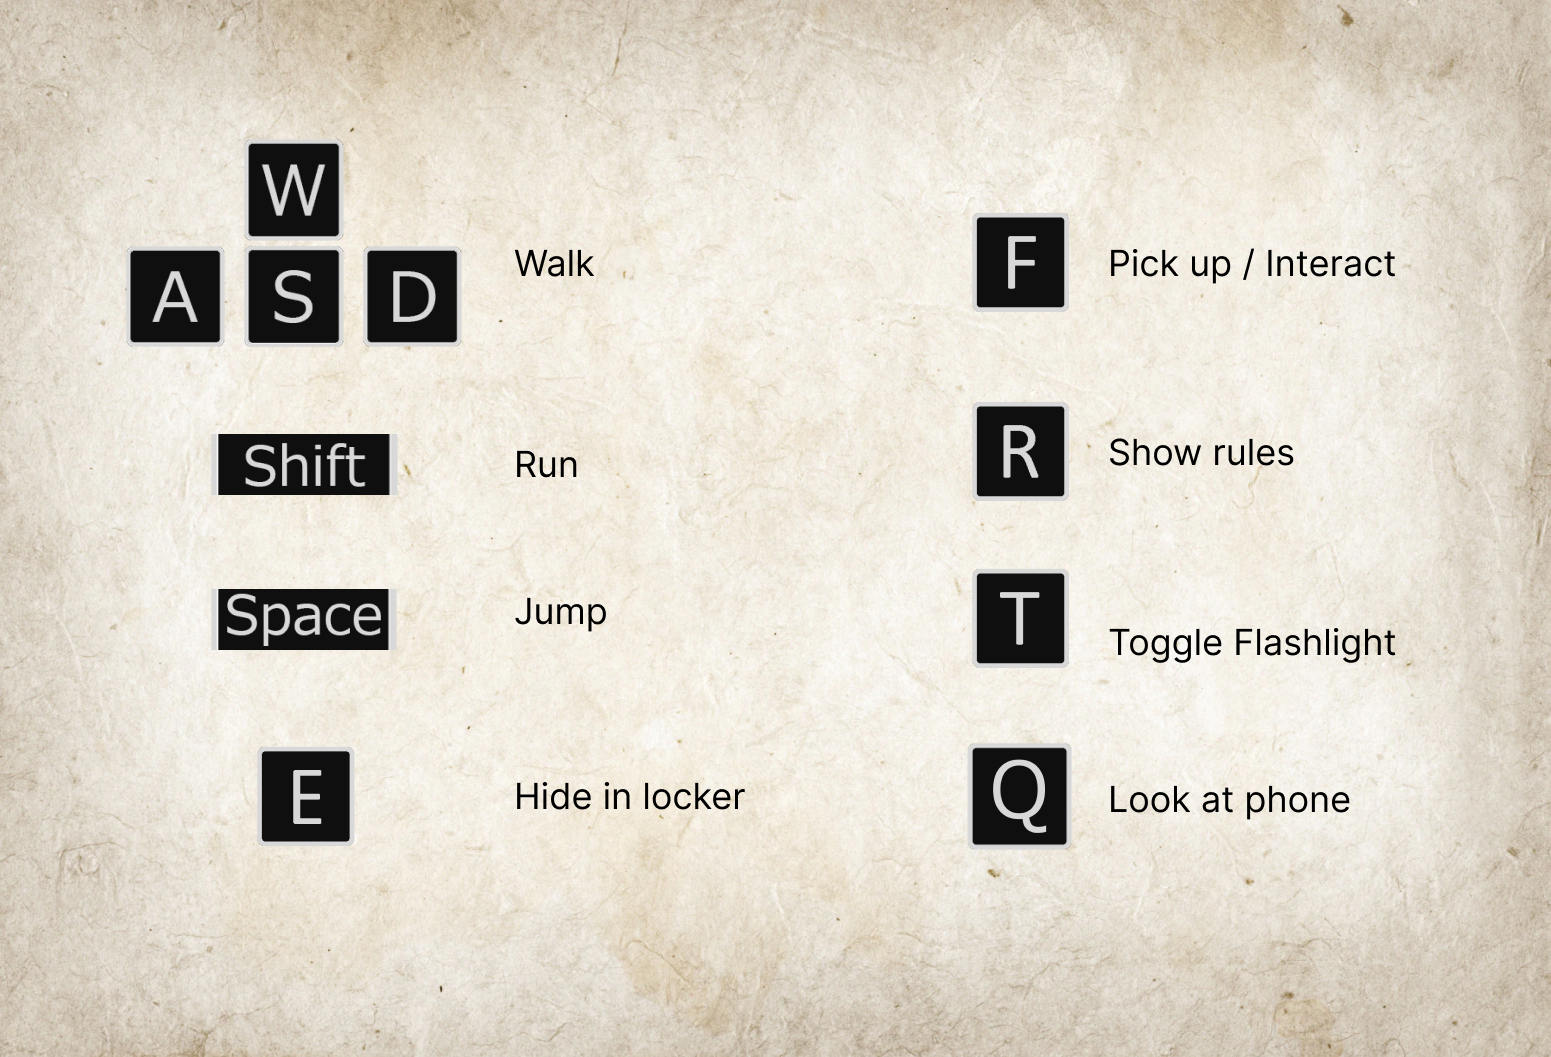 W
A S D
Walk
Shift
Run
Space
Jump
E
Hide in locker
F
Pick up / Interact
R
Show rules
T
Toggle Flashlight
Q
Look at phone